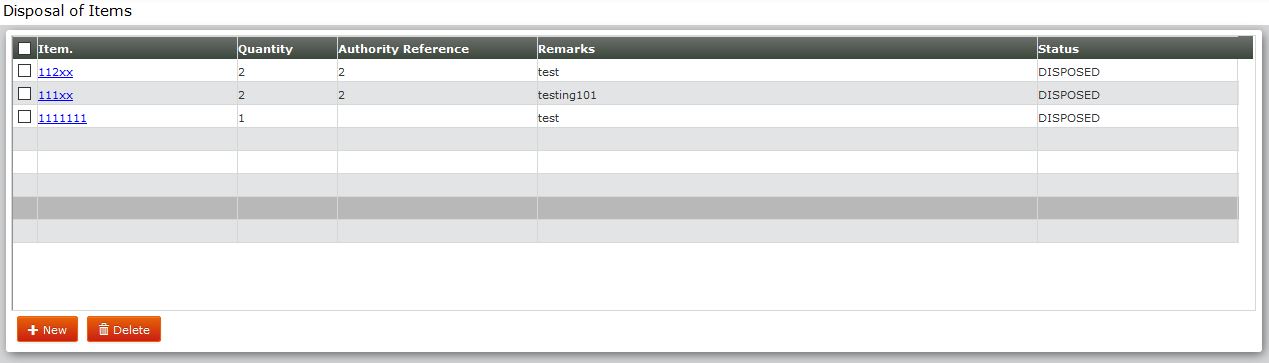 Disposal of Items
Item. Quantity Authority Reference Remarks Status
112xx 2 2 test DISPOSED
111xx 2 2 testing101 DISPOSED
1111111 1 test DISPOSED
New Delete